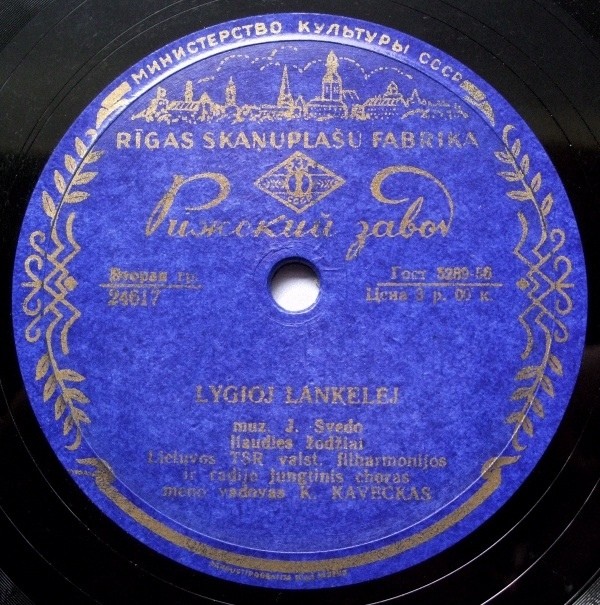 МИНИСТЕРСТВО КУЛЬТУРЫ СССР
RĪGAS SKAŅUPLAŠU FABRIKA
Рижский завод
Вторая гр.
24617
Гост 5289-56
Цена 3 р. 00 к.
LYGIOJ LANKELEJ
muz. J. Svedo
liaudies žodžiai
Lietuvos TSR valst. filharmonijos
ir radijo jungtinis choras
meno vadovas K. KAVECKAS